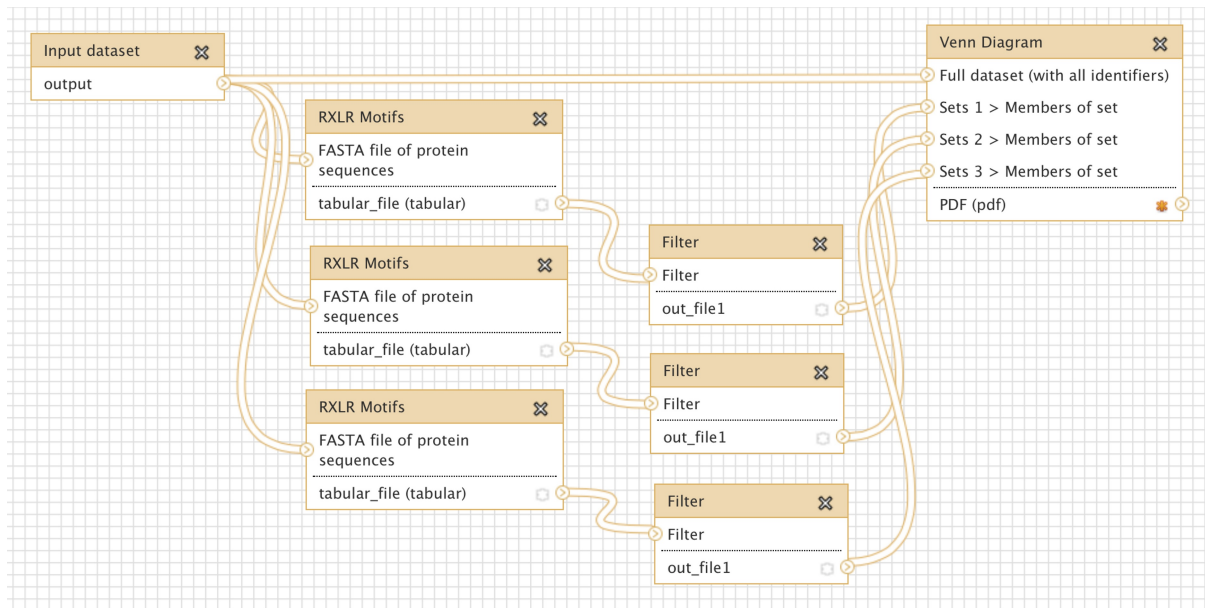 Input dataset
output
RXLR Motifs
FASTA file of protein
sequences
tabular_file (tabular)
RXLR Motifs
FASTA file of protein
sequences
tabular_file (tabular)
RXLR Motifs
FASTA file of protein
sequences
tabular_file (tabular)
Filter
Filter
out_file1
Filter
Filter
out_file1
Filter
Filter
out_file1
Venn Diagram
Full dataset (with all identifiers)
Sets 1 > Members of set
Sets 2 > Members of set
Sets 3 > Members of set
PDF (pdf)